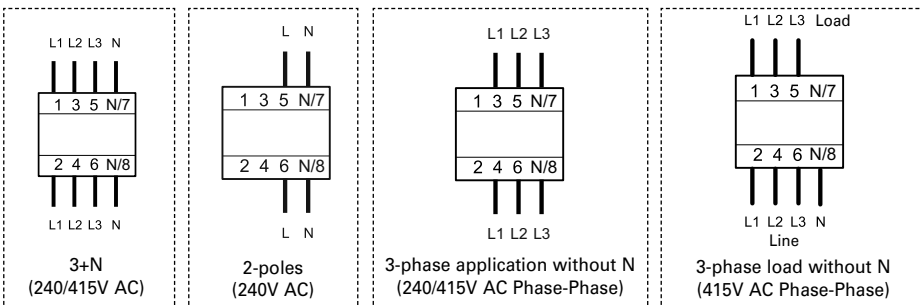 L1 L2 L3 N
1 3 5 N/7
2 4 6 N/8
L1 L2 L3 N
3+N
(240/415V AC)
L N
1 3 5 N/7
2 4 6 N/8
L N
2-poles
(240V AC)
L1 L2 L3
1 3 5 N/7
2 4 6 N/8
L1 L2 L3
3-phase application without N
(240/415V AC Phase-Phase)
L1 L2 L3 Load
1 3 5 N/7
2 4 6 N/8
L1 L2 L3 N
Line
3-phase load without N
(415V AC Phase-Phase)